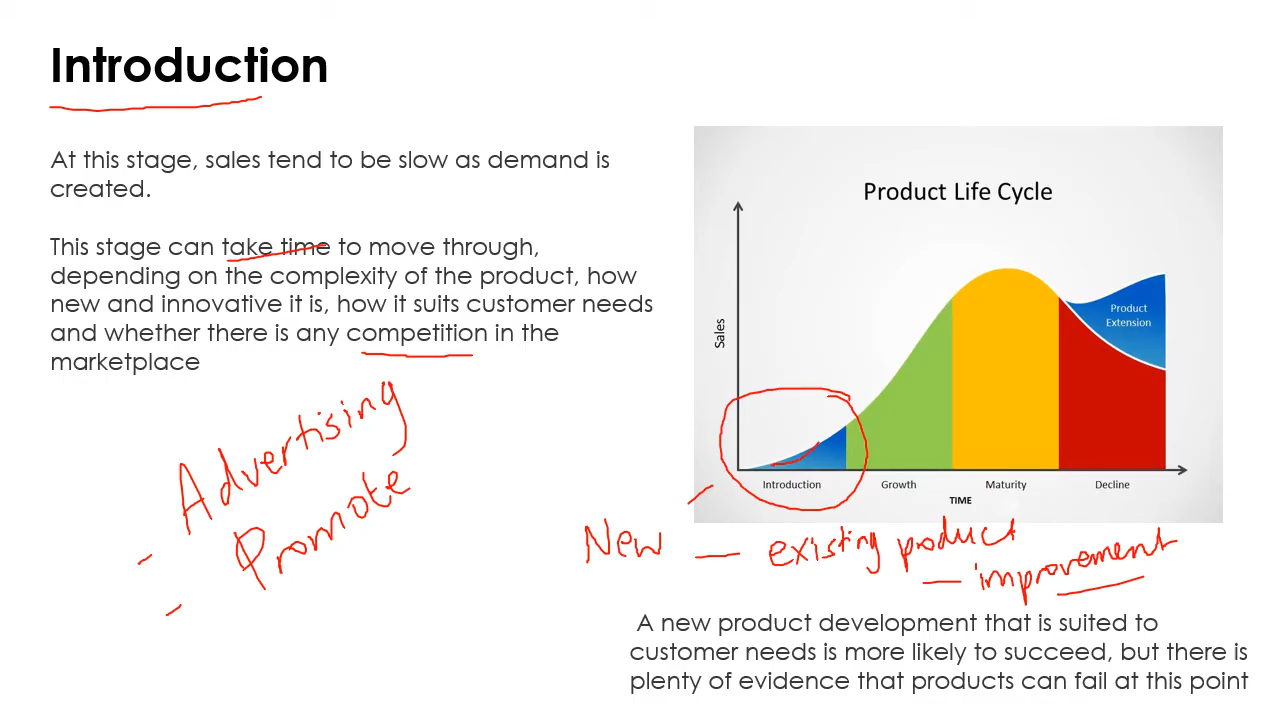 Introduction
At this stage, sales tend to be slow as demand is
created.
This stage can take time to move through,
depending on the complexity of the product, how
new and innovative it is, how it suits customer needs
and whether there is any competition in the
marketplace
Advertising
- Promote
-
Product Life Cycle
Sales
Product
Extension
Introduction
Growth
Maturity
Decline
TIME
New — existing product
— improvement
A new product development that is suited to
customer needs is more likely to succeed, but there is
plenty of evidence that products can fail at this point